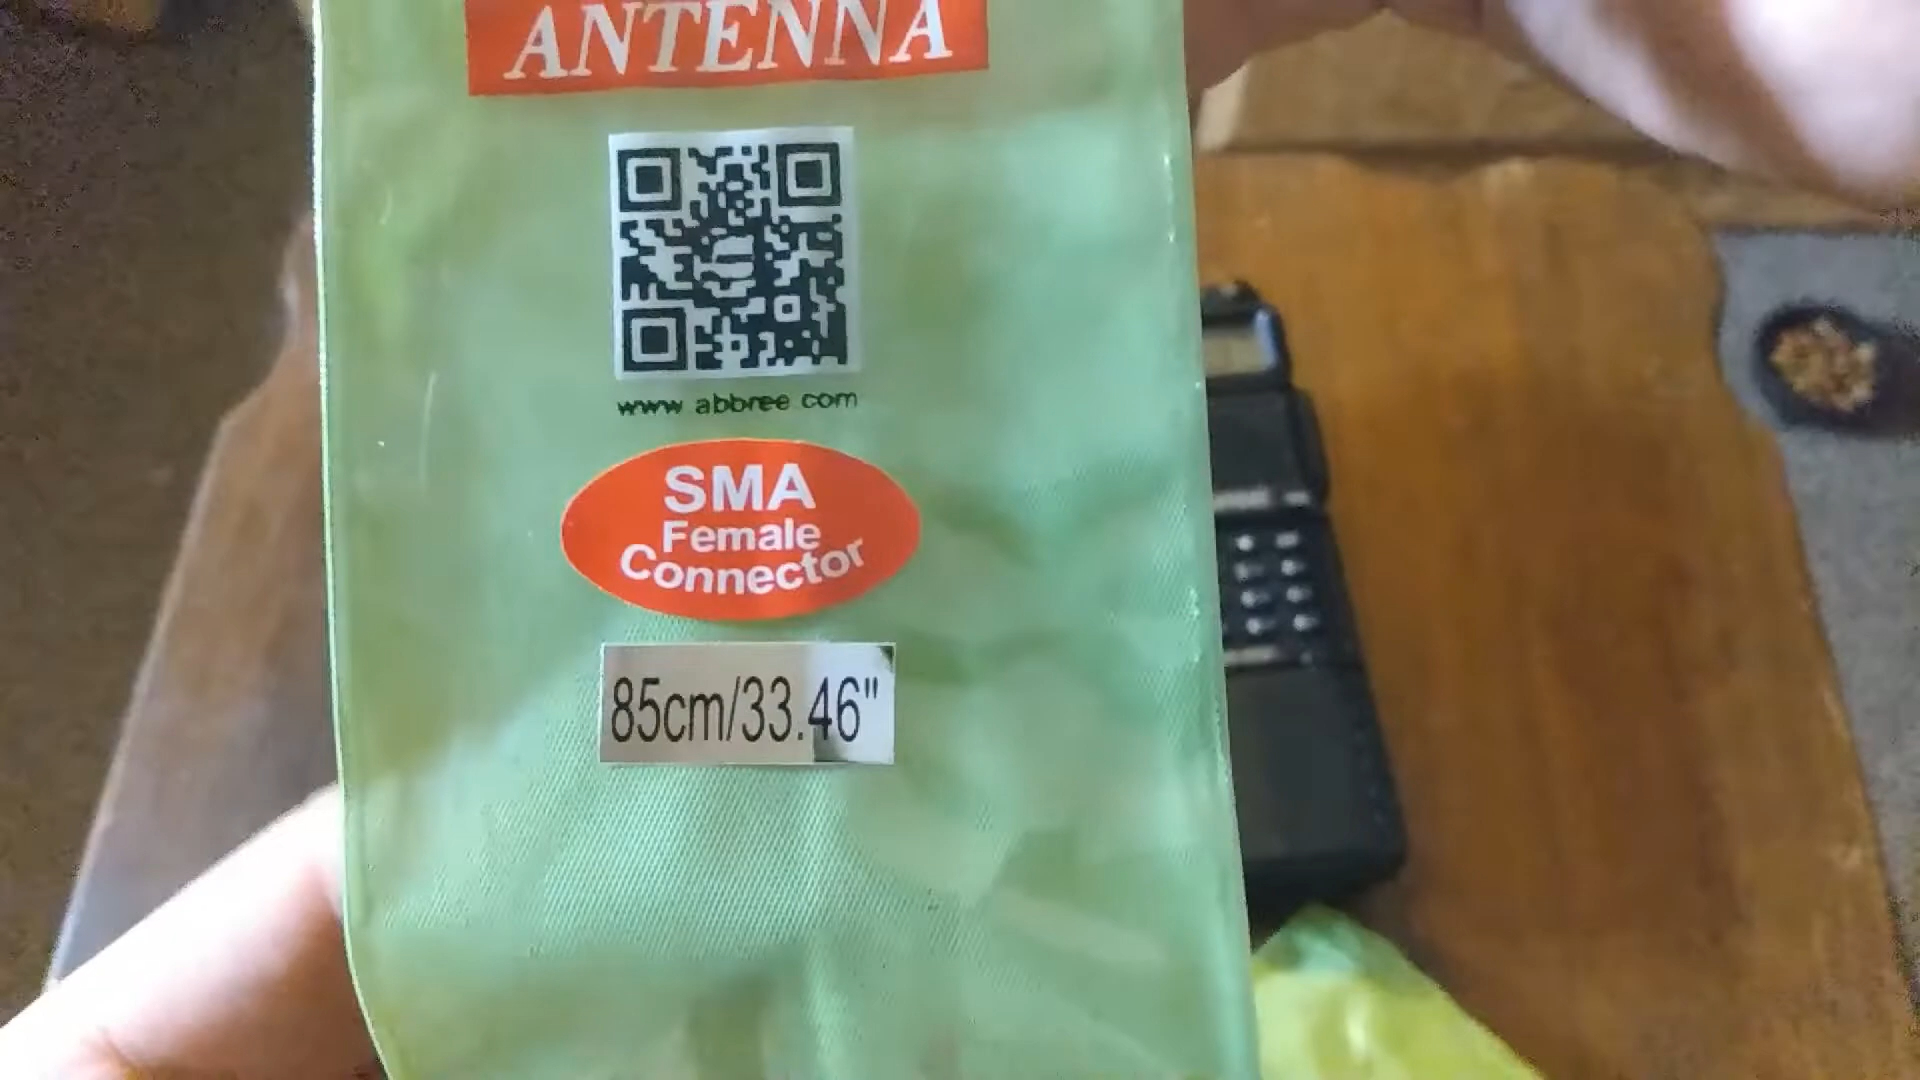 ANTENNA
www abbree com
SMA
Female
Connector
85cm/33.46"